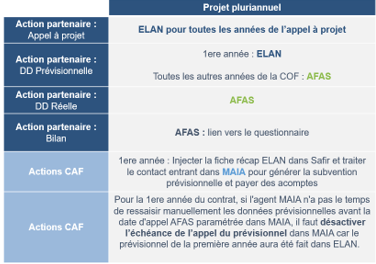 Projet pluriannuel
Action partenaire :
Appel à projet
ELAN pour toutes les années de l'appel à projet
Action partenaire :
DD Prévisionnelle
1ere année : ELAN
Toutes les autres années de la COF : AFAS
Action partenaire :
DD Réelle
AFAS
Action partenaire :
Bilan
AFAS : lien vers le questionnaire
Actions CAF
1ere année : Injecter la fiche récap ELAN dans Safir et traiter
le contact entrant dans MAIA pour générer la subvention
prévisionnelle et payer des acomptes
Actions CAF
Pour la 1ere année du contrat, si l'agent MAIA n'a pas le temps
de ressaisir manuellement les données prévisionnelles avant la
date d'appel AFAS paramétrée dans MAIA, il faut désactiver
l'échéance de l'appel du prévisionnel dans MAIA car le
prévisionnel de la première année aura été fait dans ELAN.